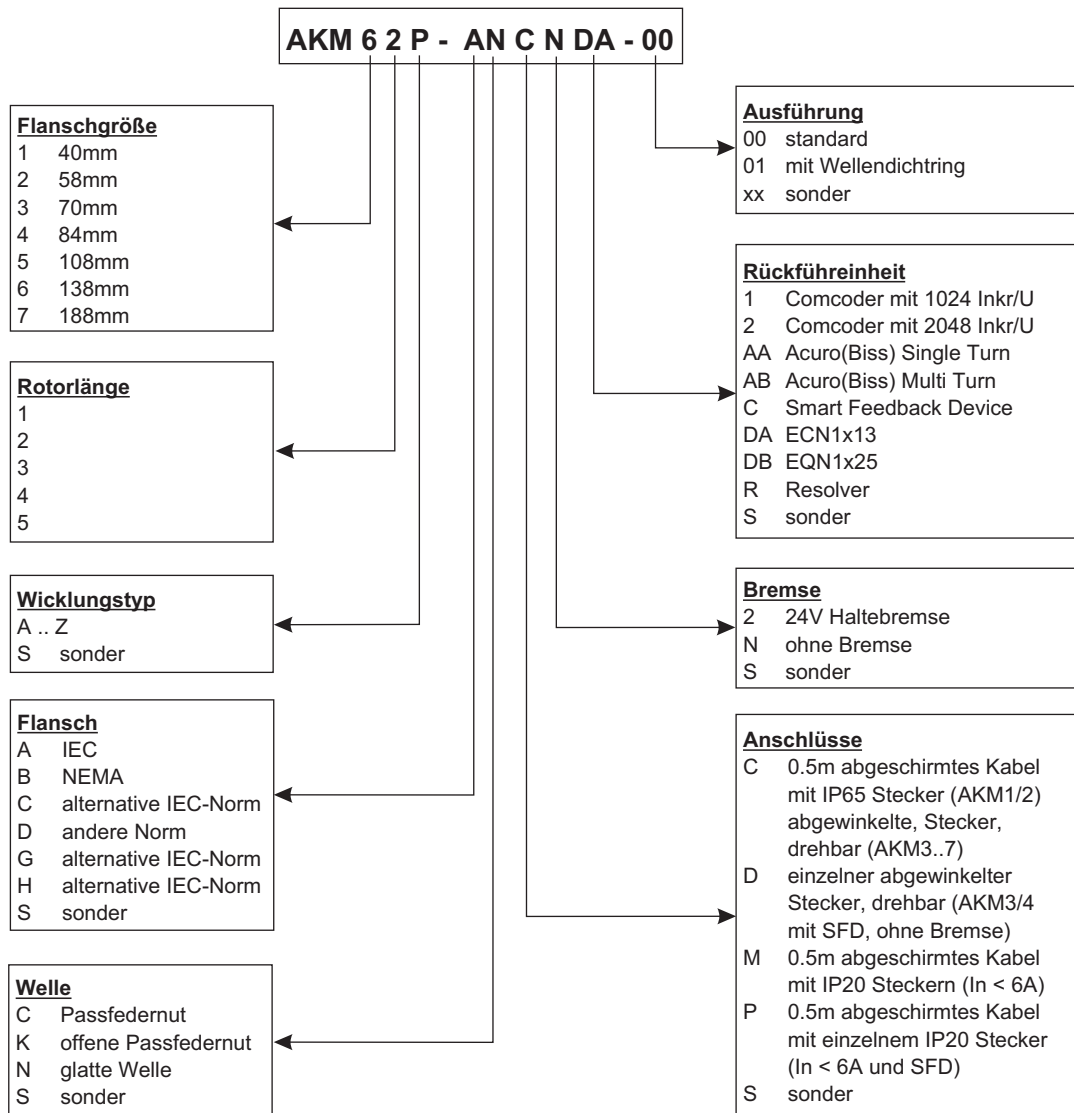 AKM 6 2 P - AN C N DA - 00
Flanschgröße
1 40mm
2 58mm
3 70mm
4 84mm
5 108mm
6 138mm
7 188mm
Rotorlänge
1
2
3
4
5
Wicklungstyp
A .. Z
S sonder
Flansch
A IEC
B NEMA
C alternative IEC-Norm
D andere Norm
G alternative IEC-Norm
H alternative IEC-Norm
S sonder
Welle
C Passfedernut
K offene Passfedernut
N glatte Welle
S sonder
Ausführung
00 standard
01 mit Wellendichtring
xx sonder
Rückführeinheit
1 Comcoder mit 1024 Inkr/U
2 Comcoder mit 2048 Inkr/U
AA Acuro(Biss) Single Turn
AB Acuro(Biss) Multi Turn
C Smart Feedback Device
DA ECN1x13
DB EQN1x25
R Resolver
S sonder
Bremse
2 24V Haltebremse
N ohne Bremse
S sonder
Anschlüsse
C 0.5m abgeschirmtes Kabel
mit IP65 Stecker (AKM1/2)
abgewinkelte, Stecker,
drehbar (AKM3..7)
D einzelner abgewinkelter
Stecker, drehbar (AKM3/4
mit SFD, ohne Bremse)
M 0.5m abgeschirmtes Kabel
mit IP20 Steckern (In < 6A)
P 0.5m abgeschirmtes Kabel
mit einzelnem IP20 Stecker
(In < 6A und SFD)
S sonder